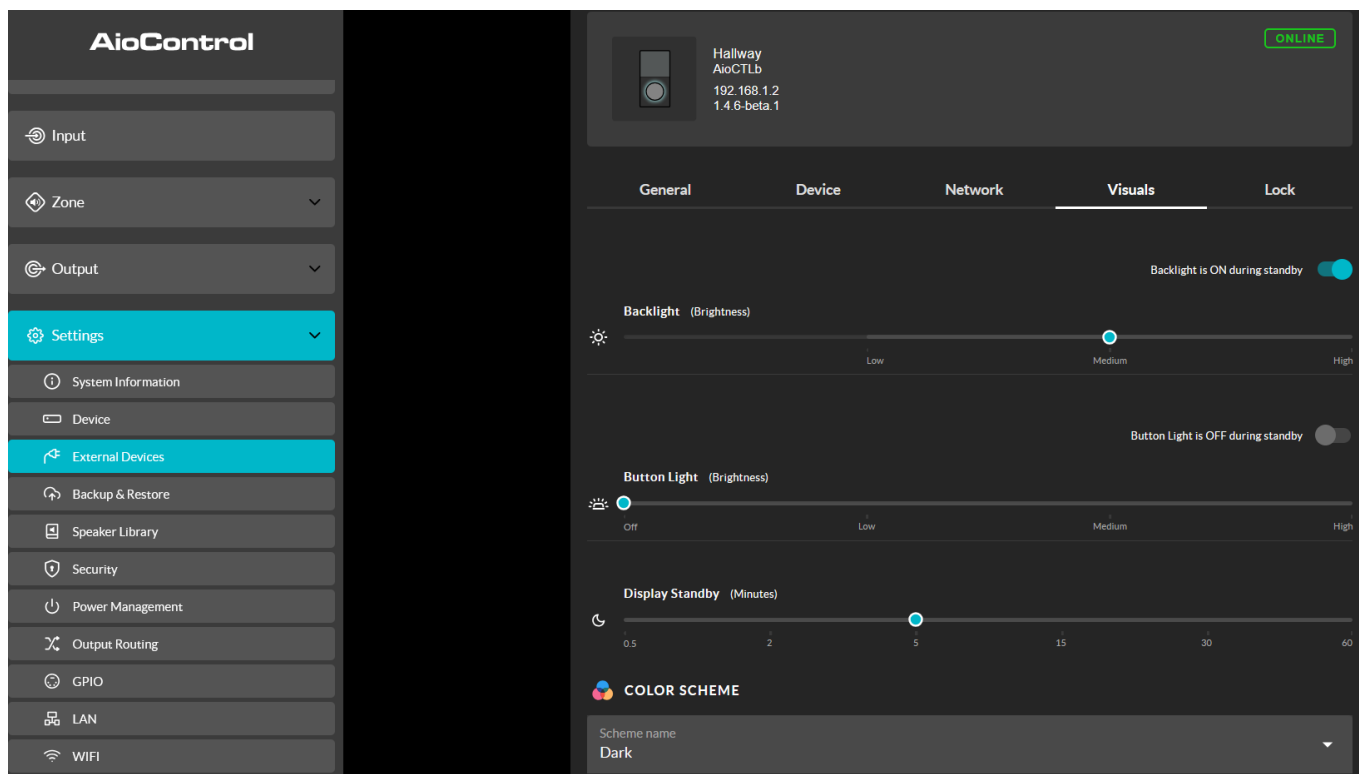 AioControl
Input
Zone
Output
Settings
System Information
Device
External Devices
Backup & Restore
Speaker Library
Security
Power Management
Output Routing
GPIO
LAN
WIFI
Hallway
AioCTLb
192.168.1.2
1.4.6-beta.1
ONLINE
General Device Network Visuals Lock
Backlight is ON during standby
Backlight (Brightness)
Low Medium High
Button Light is OFF during standby
Button Light (Brightness)
Off Low Medium High
Display Standby (Minutes)
0.5 2 5 15 30 60
COLOR SCHEME
Scheme name
Dark